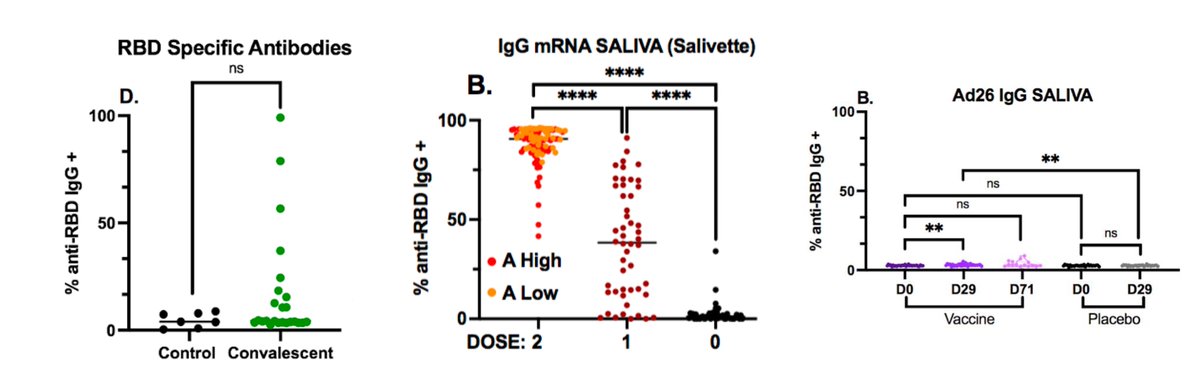 RBD Specific Antibodies
ns
D.
100
50
0
% anti-RBD IgG +
Control Convalescent
IgG mRNA SALIVA (Salivette)
B.
****
**** ****
100
50
0
% anti-RBD IgG +
A High
A Low
DOSE: 2 1 0
B.
Ad26 IgG SALIVA
100
50
0
% anti-RBD IgG +
**
ns
ns
**
ns
D0 D29 D71 D0 D29
Vaccine Placebo